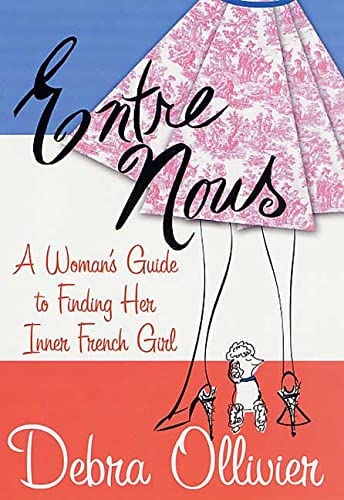 Entre
Nous
A Woman's Guide
to Finding Her
Inner French Girl
Debra Ollivier